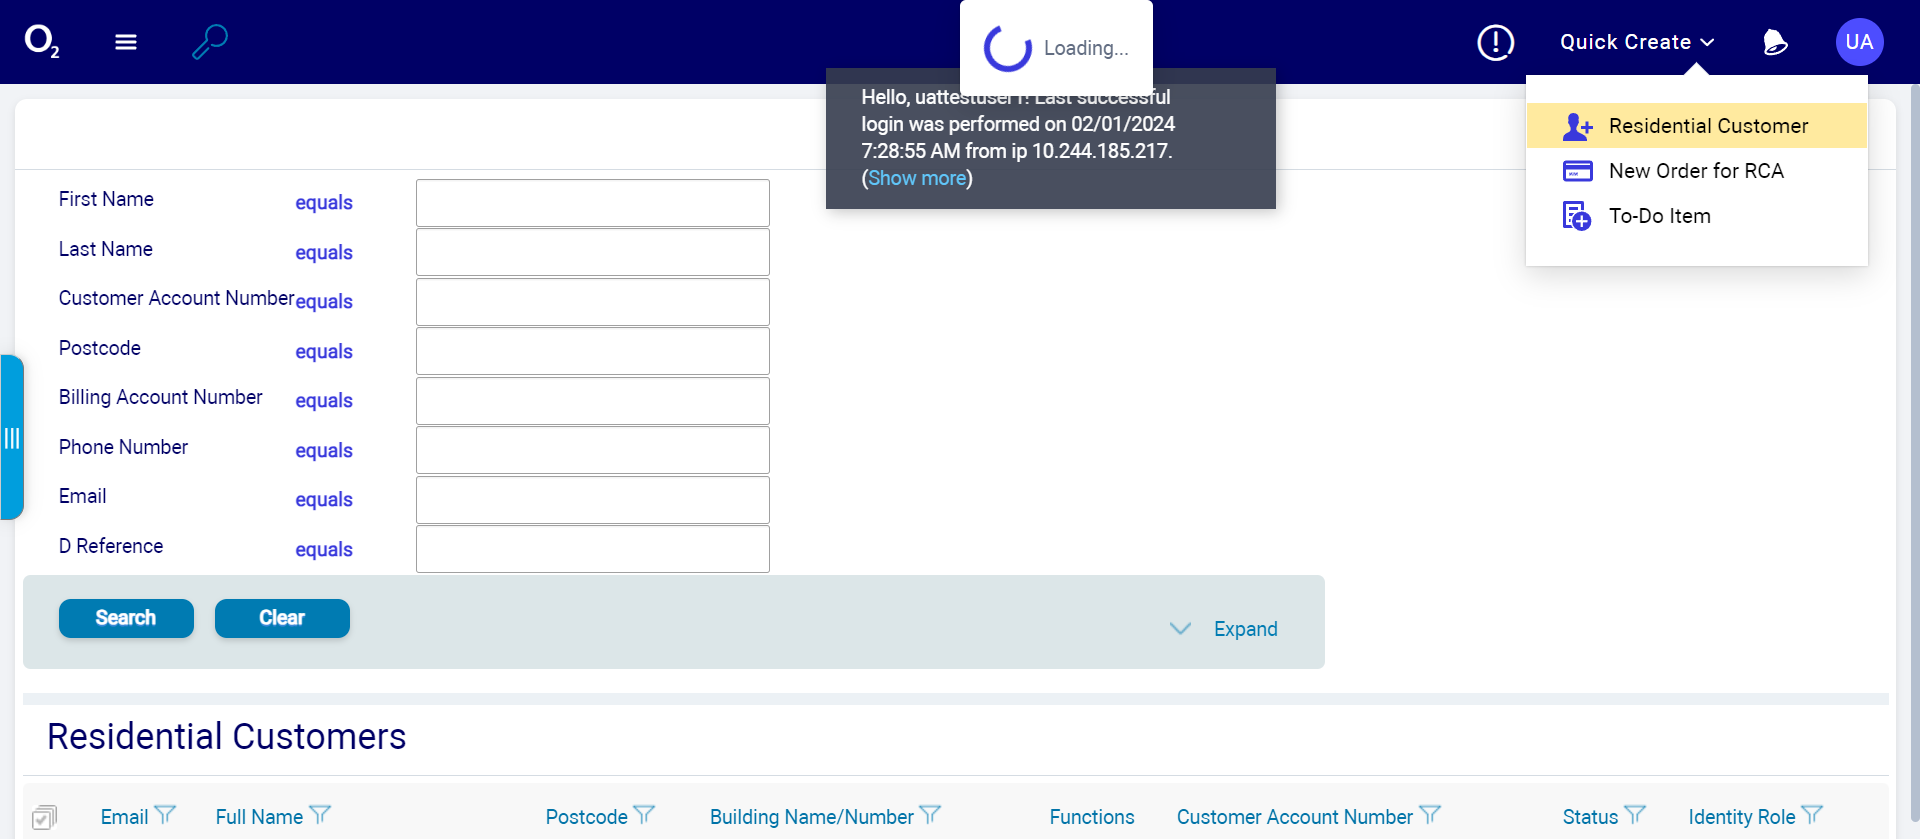 O2
Loading...
Quick Create
UA
Hello, uattestuser1! Last successful
login was performed on 02/01/2024
7:28:55 AM from ip 10.244.185.217.
(Show more)
Residential Customer
New Order for RCA
To-Do Item
First Name equals
Last Name equals
Customer Account Number equals
Postcode equals
Billing Account Number equals
Phone Number equals
Email equals
D Reference equals
Search Clear Expand
Residential Customers
Email Full Name Postcode Building Name/Number Functions Customer Account Number Status Identity Role